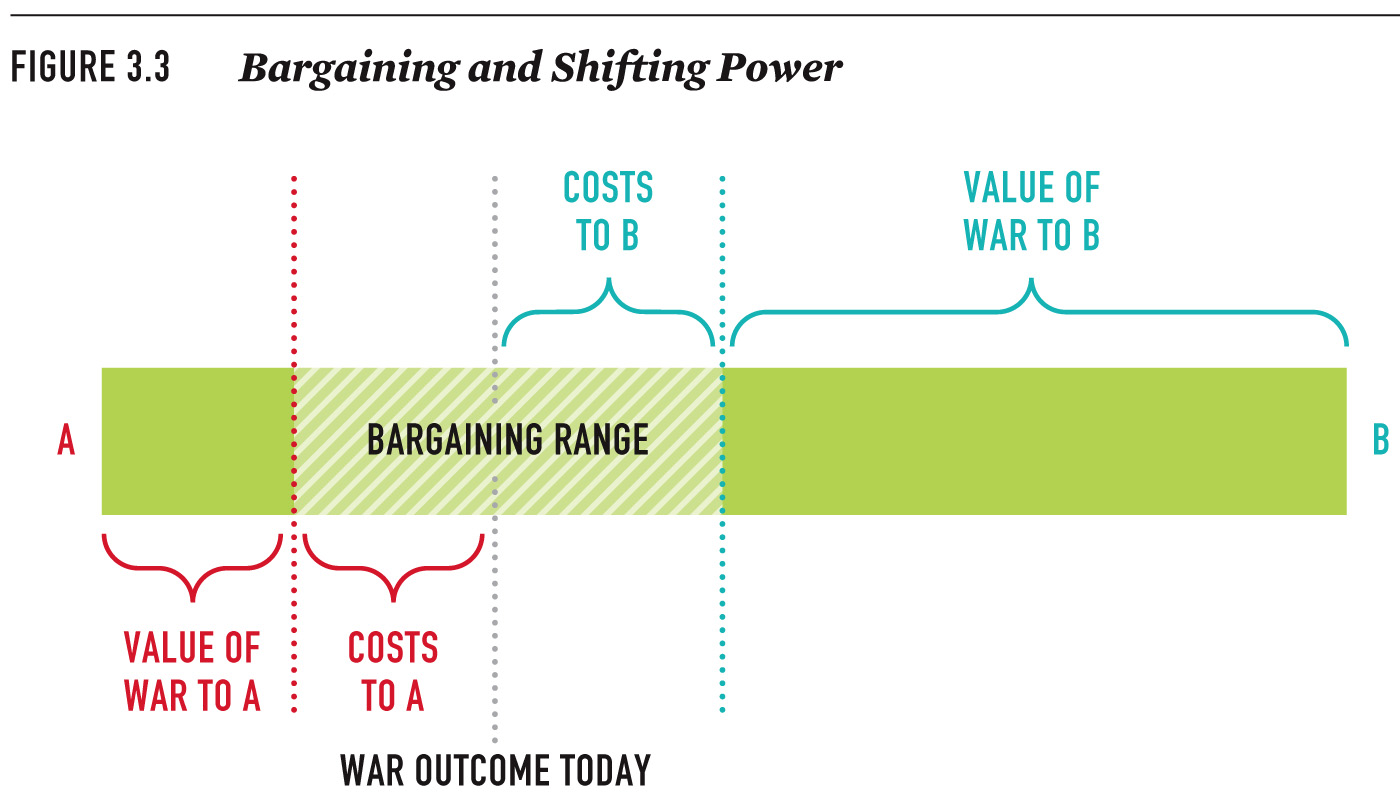 FIGURE 3.3 Bargaining and Shifting Power
COSTS
TO B
VALUE OF
WAR TO B
A
BARGAINING RANGE
B
VALUE OF
WAR TO A
COSTS
TO A
WAR OUTCOME TODAY